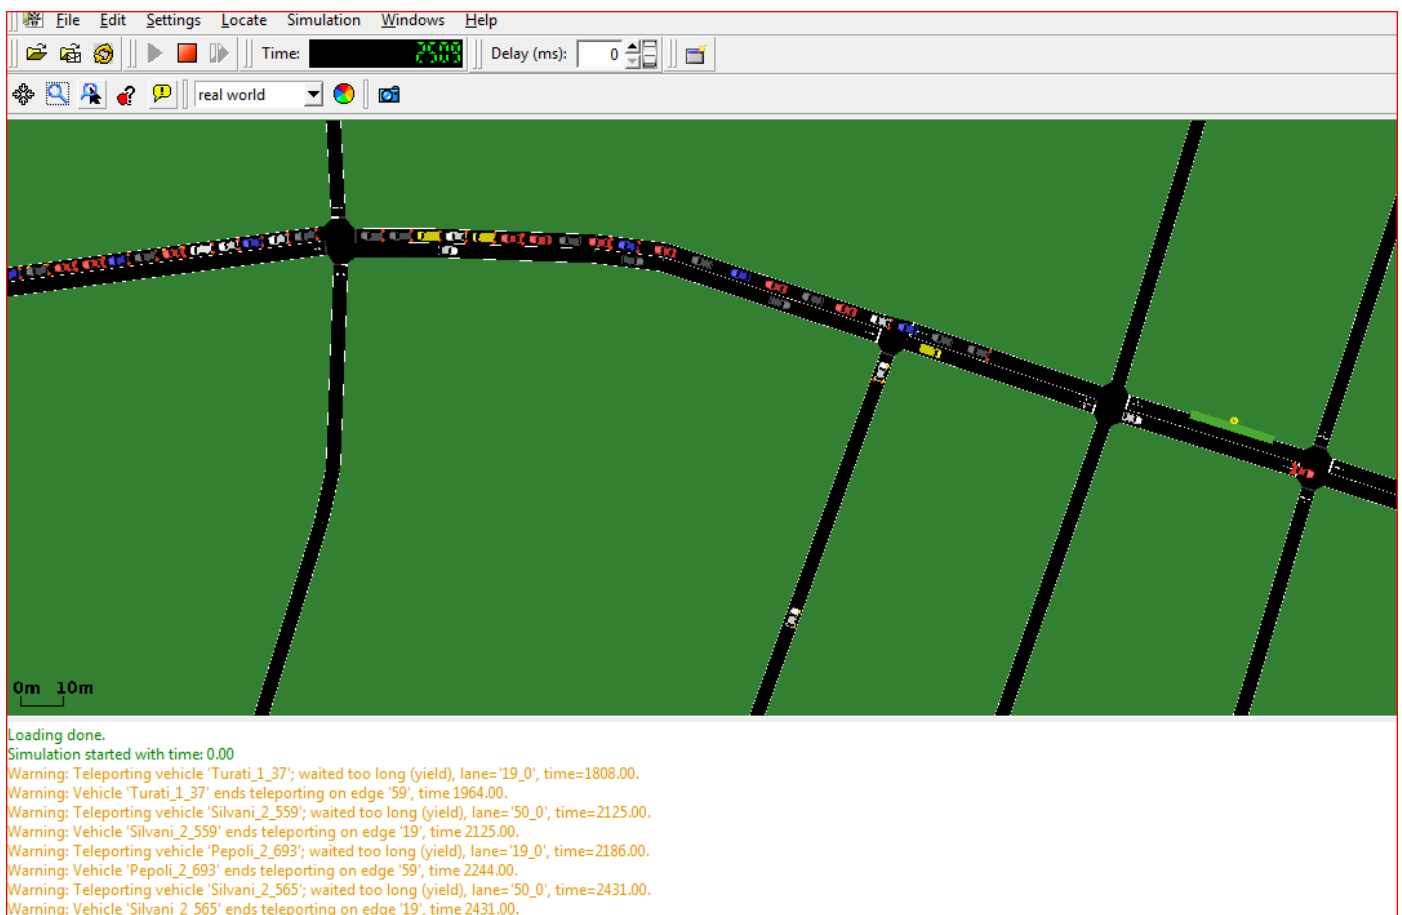 File Edit Settings Locate Simulation Windows Help
Time: 2509 Delay (ms): 0
real world
0m 10m
Loading done.
Simulation started with time: 0.00
Warning: Teleporting vehicle 'Turati_1_37'; waited too long (yield), lane='19_0', time=1808.00.
Warning: Vehicle 'Turati_1_37' ends teleporting on edge '59', time 1964.00.
Warning: Teleporting vehicle 'Silvani_2_559'; waited too long (yield), lane='50_0', time=2125.00.
Warning: Vehicle 'Silvani_2_559' ends teleporting on edge '19', time 2125.00.
Warning: Teleporting vehicle 'Pepoli_2_693'; waited too long (yield), lane='19_0', time=2186.00.
Warning: Vehicle 'Pepoli_2_693' ends teleporting on edge '59', time 2244.00.
Warning: Teleporting vehicle 'Silvani_2_565'; waited too long (yield), lane='50_0', time=2431.00.
Warning: Vehicle 'Silvani_2_565' ends teleporting on edge '19', time 2431.00.